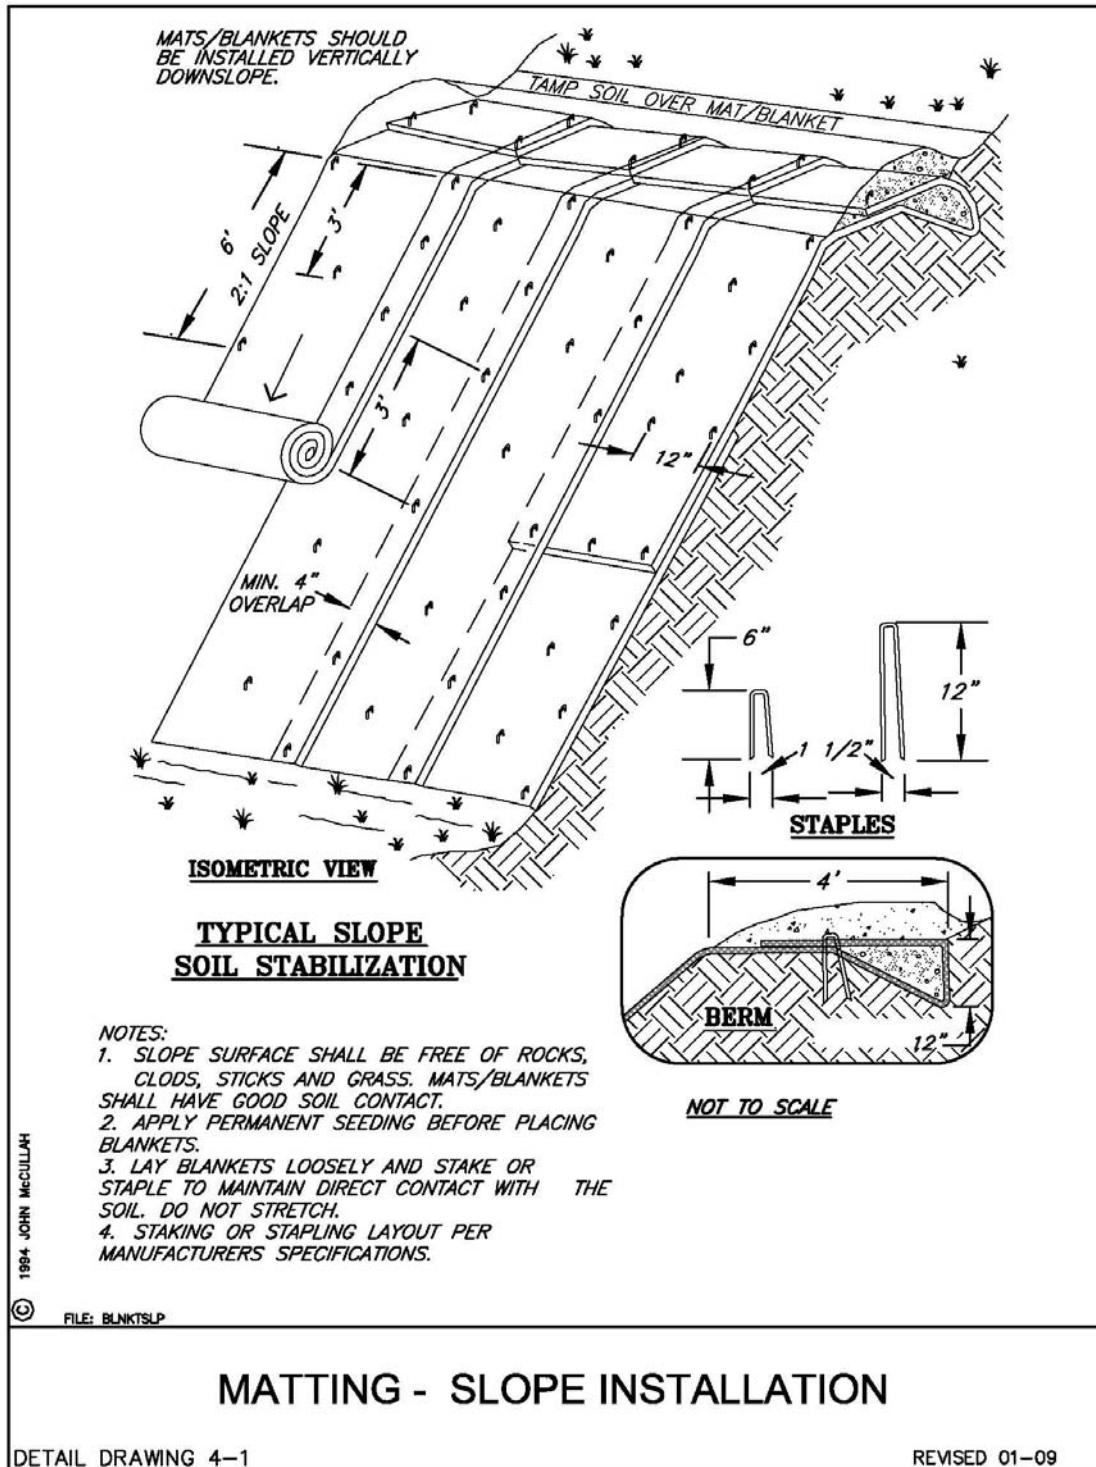 MATS/BLANKETS SHOULD
BE INSTALLED VERTICALLY
DOWNSLOPE.
TAMP SOIL OVER MAT/BLANKET
6'
2:1 SLOPE
3'
3'
12"
MIN. 4"
OVERLAP
6"
12"
1 1/2"
STAPLES
ISOMETRIC VIEW
TYPICAL SLOPE
SOIL STABILIZATION
4'
BERM
12"
NOT TO SCALE
NOTES:
1. SLOPE SURFACE SHALL BE FREE OF ROCKS,
CLODS, STICKS AND GRASS. MATS/BLANKETS
SHALL HAVE GOOD SOIL CONTACT.
2. APPLY PERMANENT SEEDING BEFORE PLACING
BLANKETS.
3. LAY BLANKETS LOOSELY AND STAKE OR
STAPLE TO MAINTAIN DIRECT CONTACT WITH THE
SOIL. DO NOT STRETCH.
4. STAKING OR STAPLING LAYOUT PER
MANUFACTURERS SPECIFICATIONS.
© 1994 JOHN McCULLAH
FILE: BLNKTSLP
MATTING - SLOPE INSTALLATION
DETAIL DRAWING 4-1
REVISED 01-09